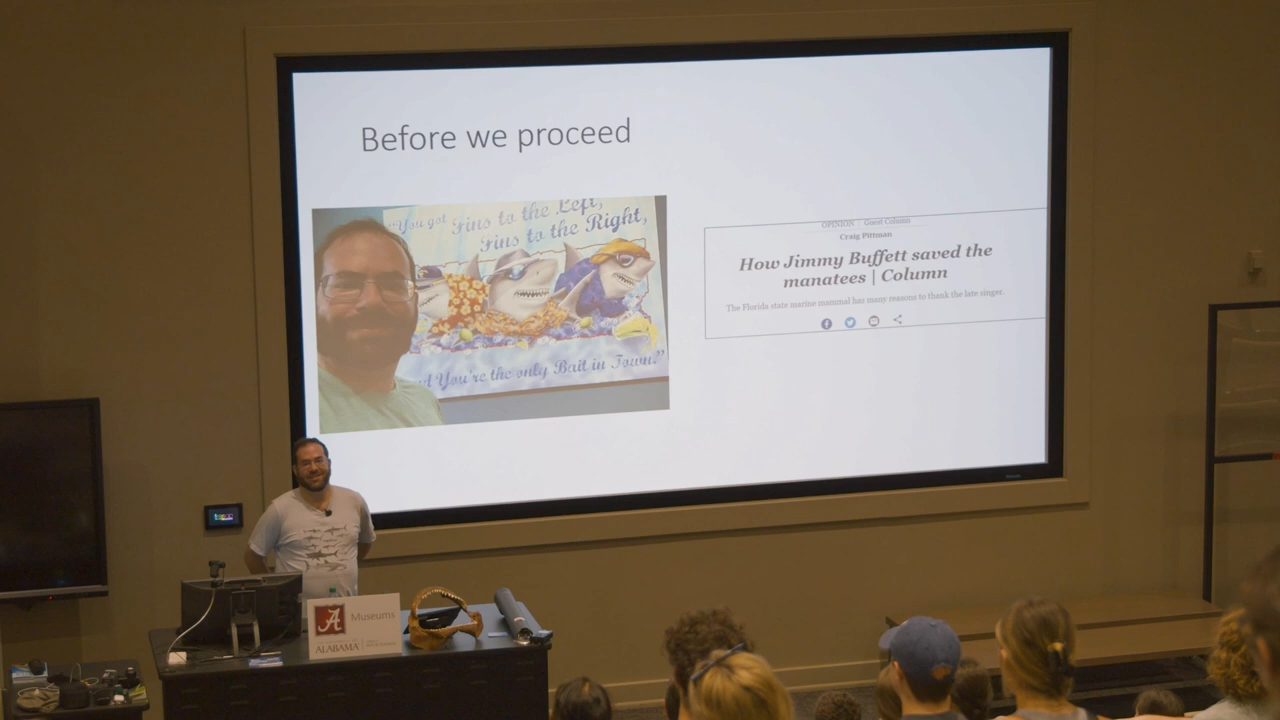 Before we proceed
"You got Fins to the Left,
Fins to the Right,
You're the only Bait in Town."
OPINION Guest Column
Craig Pittman
How Jimmy Buffett saved the
manatees | Column
The Florida state marine mammal has many reasons to thank the late singer.
A Museums
ALABAMA